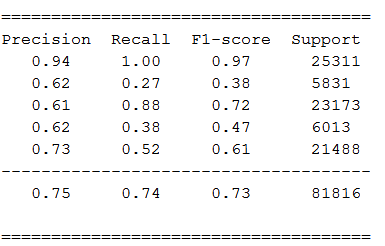 =====================================
Precision Recall F1-score Support
0.94 1.00 0.97 25311
0.62 0.27 0.38 5831
0.61 0.88 0.72 23173
0.62 0.38 0.47 6013
0.73 0.52 0.61 21488
-------------------------------------
0.75 0.74 0.73 81816
=====================================